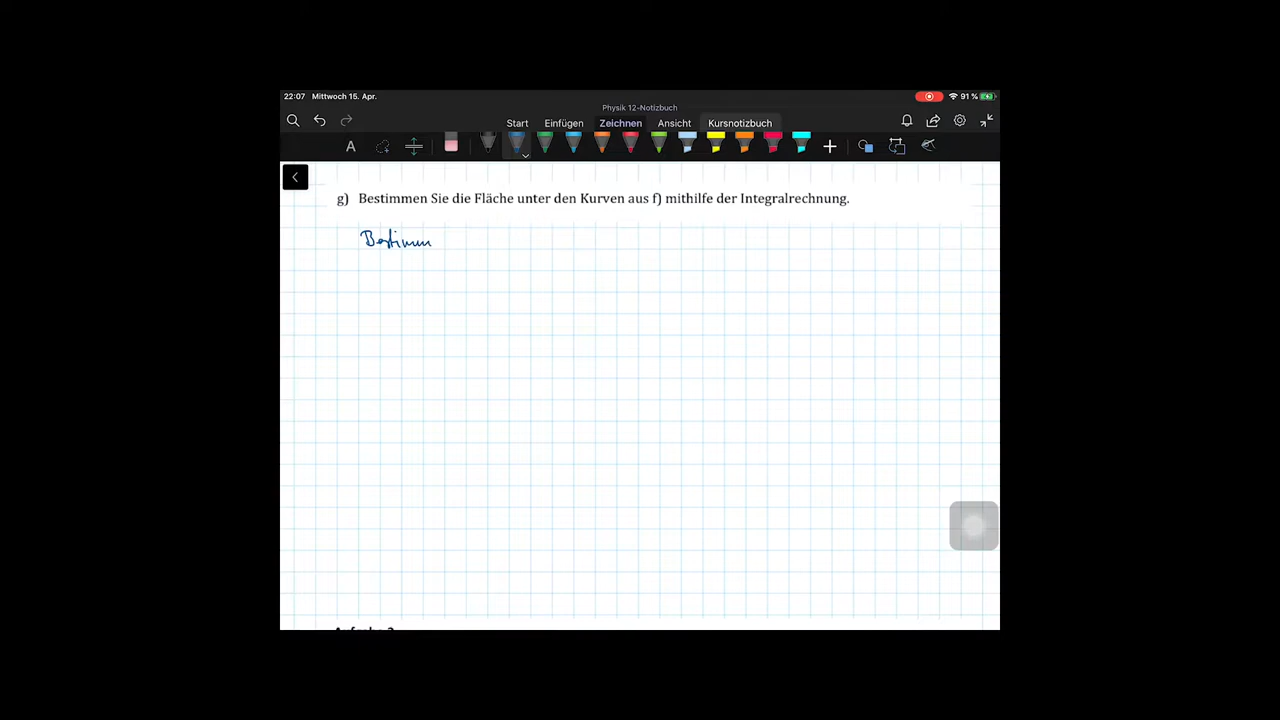 22:07 Mittwoch 15. Apr. 91 %
Physik 12-Notizbuch
Start Einfügen Zeichnen Ansicht Kursnotizbuch
A
g) Bestimmen Sie die Fläche unter den Kurven aus f) mithilfe der Integralrechnung.
Bestimm